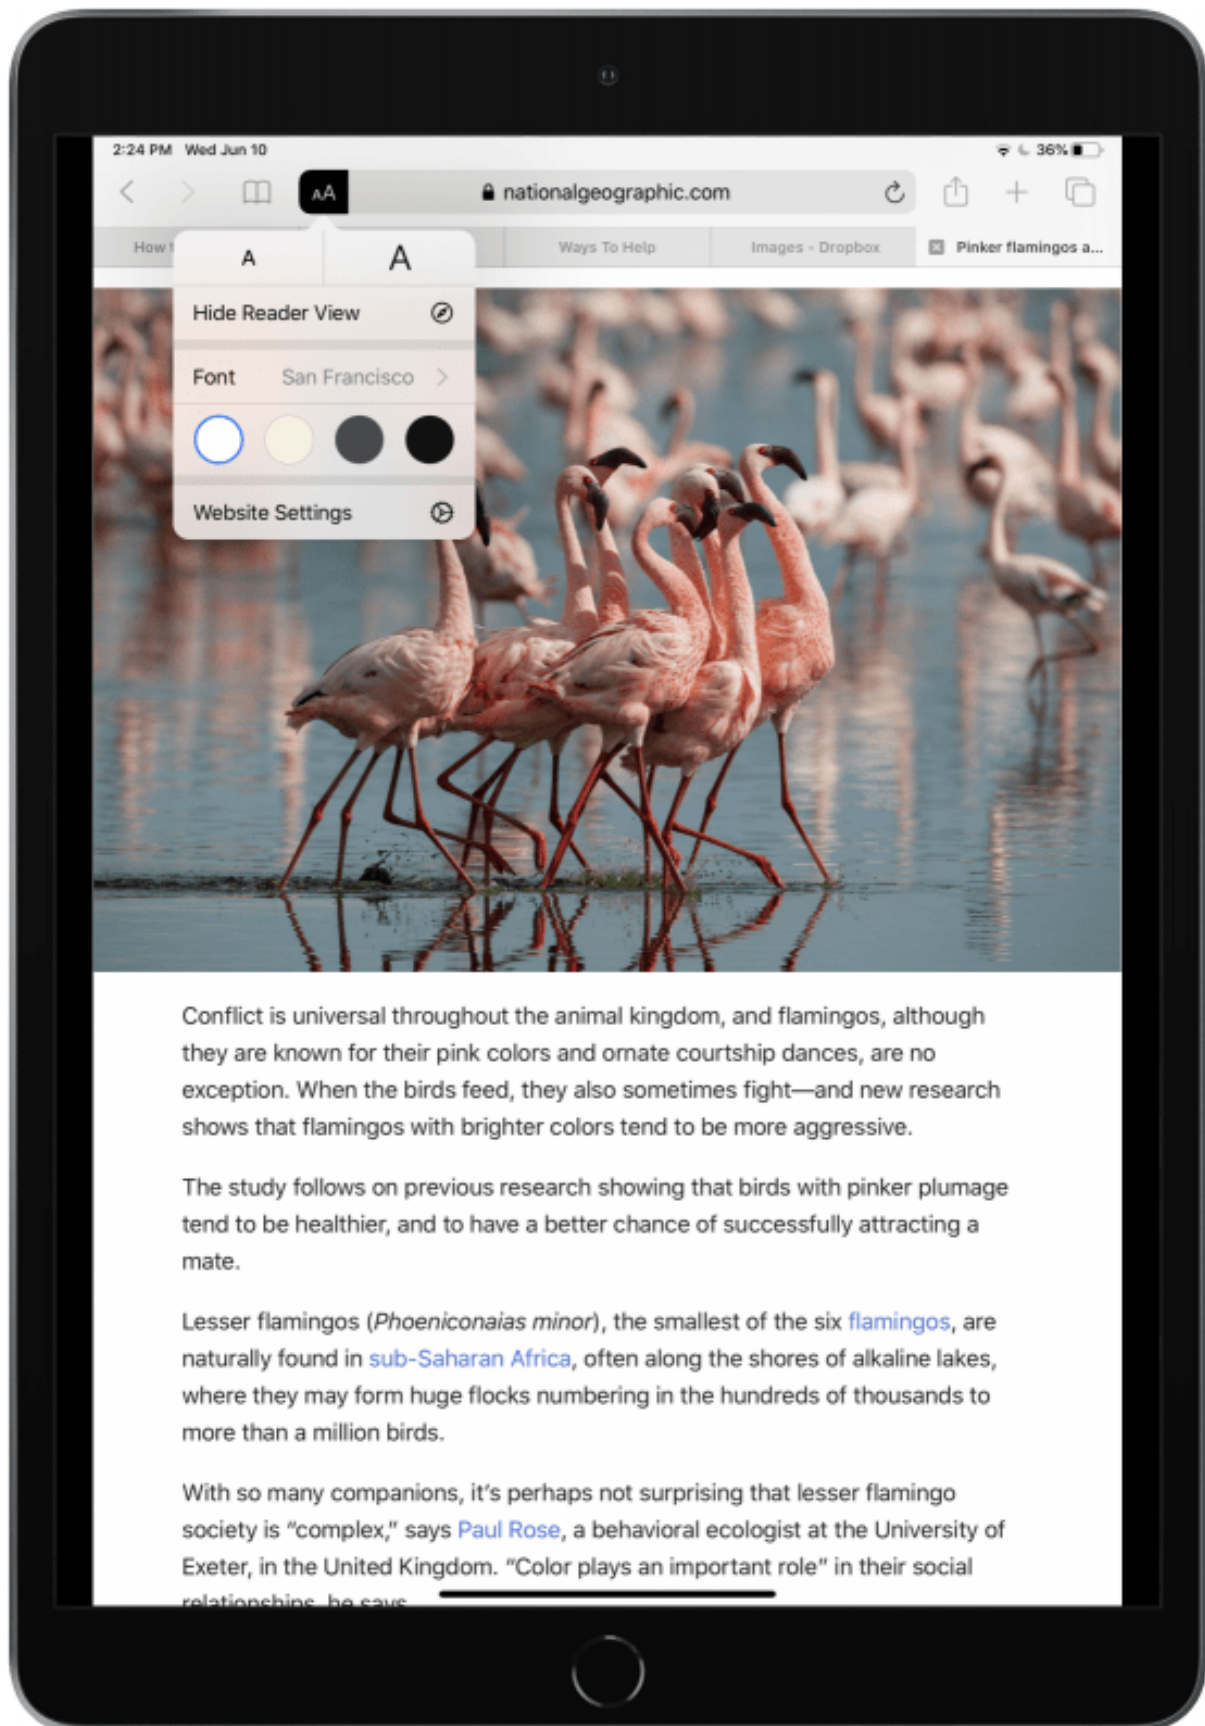 2:24 PM Wed Jun 10
36%
AA
nationalgeographic.com
How
Ways To Help
Images - Dropbox
Pinker flamingos a...
A A
Hide Reader View
Font San Francisco
Website Settings
Conflict is universal throughout the animal kingdom, and flamingos, although
they are known for their pink colors and ornate courtship dances, are no
exception. When the birds feed, they also sometimes fight—and new research
shows that flamingos with brighter colors tend to be more aggressive.
The study follows on previous research showing that birds with pinker plumage
tend to be healthier, and to have a better chance of successfully attracting a
mate.
Lesser flamingos (Phoeniconaias minor), the smallest of the six flamingos, are
naturally found in sub-Saharan Africa, often along the shores of alkaline lakes,
where they may form huge flocks numbering in the hundreds of thousands to
more than a million birds.
With so many companions, it's perhaps not surprising that lesser flamingo
society is “complex,” says Paul Rose, a behavioral ecologist at the University of
Exeter, in the United Kingdom. “Color plays an important role” in their social
relationships, he says